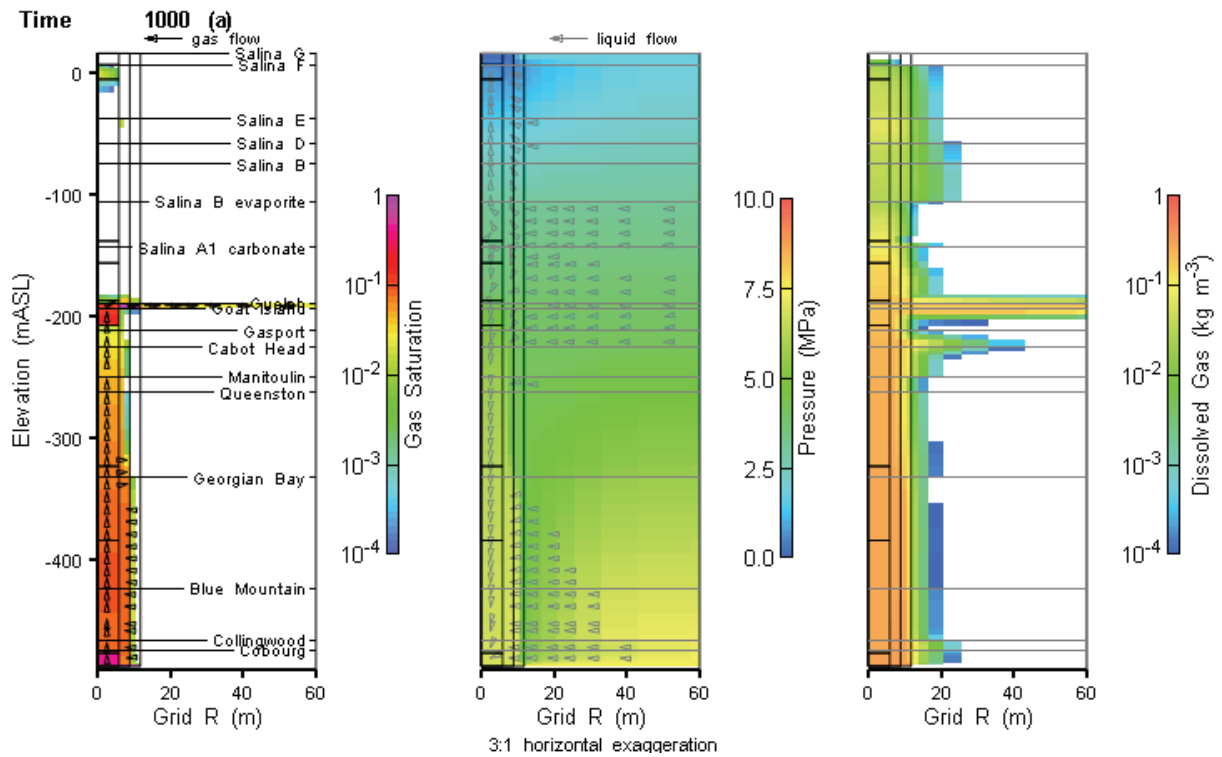 Time 1000 (a)
gas flow
liquid flow
Salina G
Salina F
Salina E
Salina D
Salina B
Salina B evaporite
Salina A1 carbonate
Guelph
Goat Island
Gasport
Cabot Head
Manitoulin
Queenston
Georgian Bay
Blue Mountain
Collingwood
Cobourg
Elevation (mASL)
0
-100
-200
-300
-400
0 20 40 60
Grid R (m)
1
10-1
10-2
10-3
10-4
Gas Saturation
0 20 40 60
Grid R (m)
3:1 horizontal exaggeration
10.0
7.5
5.0
2.5
0.0
Pressure (MPa)
0 20 40 60
Grid R (m)
1
10-1
10-2
10-3
10-4
Dissolved Gas (kg m-3)